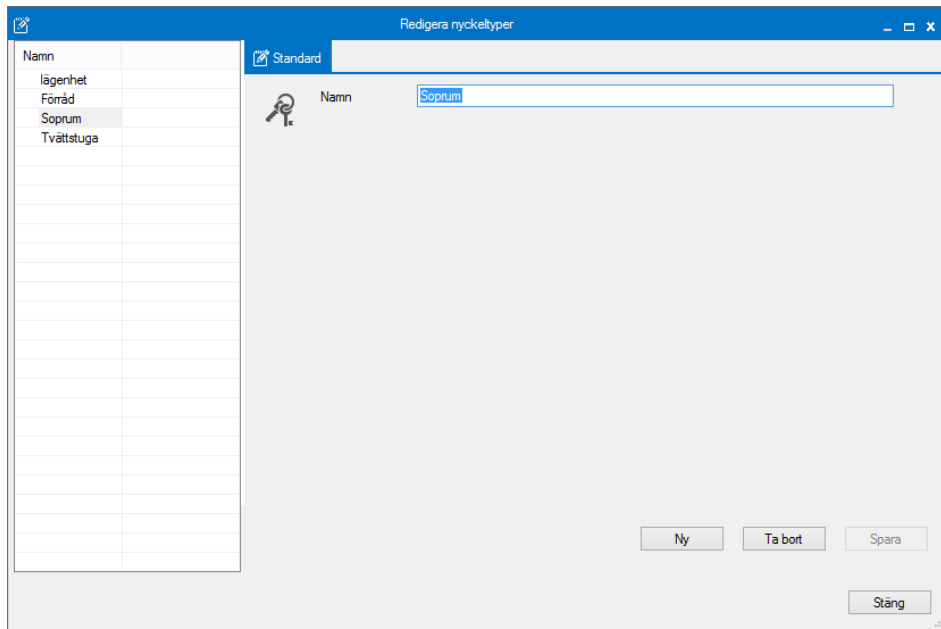 Redigera nyckeltyper
Namn
lägenhet
Förråd
Soprum
Tvättstuga
Standard
Namn
Soprum
Ny
Ta bort
Spara
Stäng